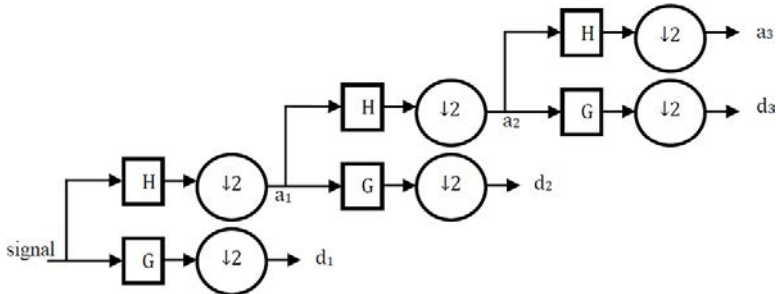 H ↓2 a₃
H ↓2 a₂ G ↓2 d₃
H ↓2 a₁ G ↓2 d₂
signal G ↓2 d₁